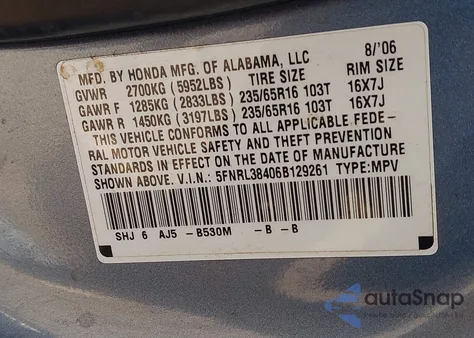 MFD. BY HONDA MFG. OF ALABAMA, LLC 8/'06
GVWR 2700KG (5952LBS) TIRE SIZE RIM SIZE
GAWR F 1285KG (2833LBS) 235/65R16 103T 16X7J
GAWR R 1450KG (3197LBS) 235/65R16 103T 16X7J
THIS VEHICLE CONFORMS TO ALL APPLICABLE FEDE-
RAL MOTOR VEHICLE SAFETY AND THEFT PREVENTION
STANDARDS IN EFFECT ON THE DATE OF MANUFACTURE
SHOWN ABOVE. V.I.N.: 5FNRL38406B129261 TYPE:MPV
SHJ 6 AJ5 -B530M -B -B
autoSnap